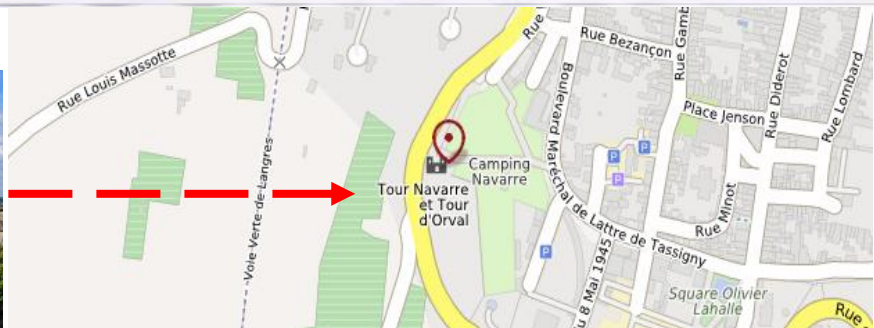 Rue Louis Massotte
Voie Verte de Langres
Tour Navarre
et Tour
d'Orval
Camping
Navarre
Rue
Rue Bezançon
Boulevard Maréchal de Lattre de Tassigny
Rue Gamb
Place Jenson
Rue Diderot
Rue Lombard
Rue Minot
P
P
P
P
u 8 Mai 1945
Square Olivier
Lahalle
Rue